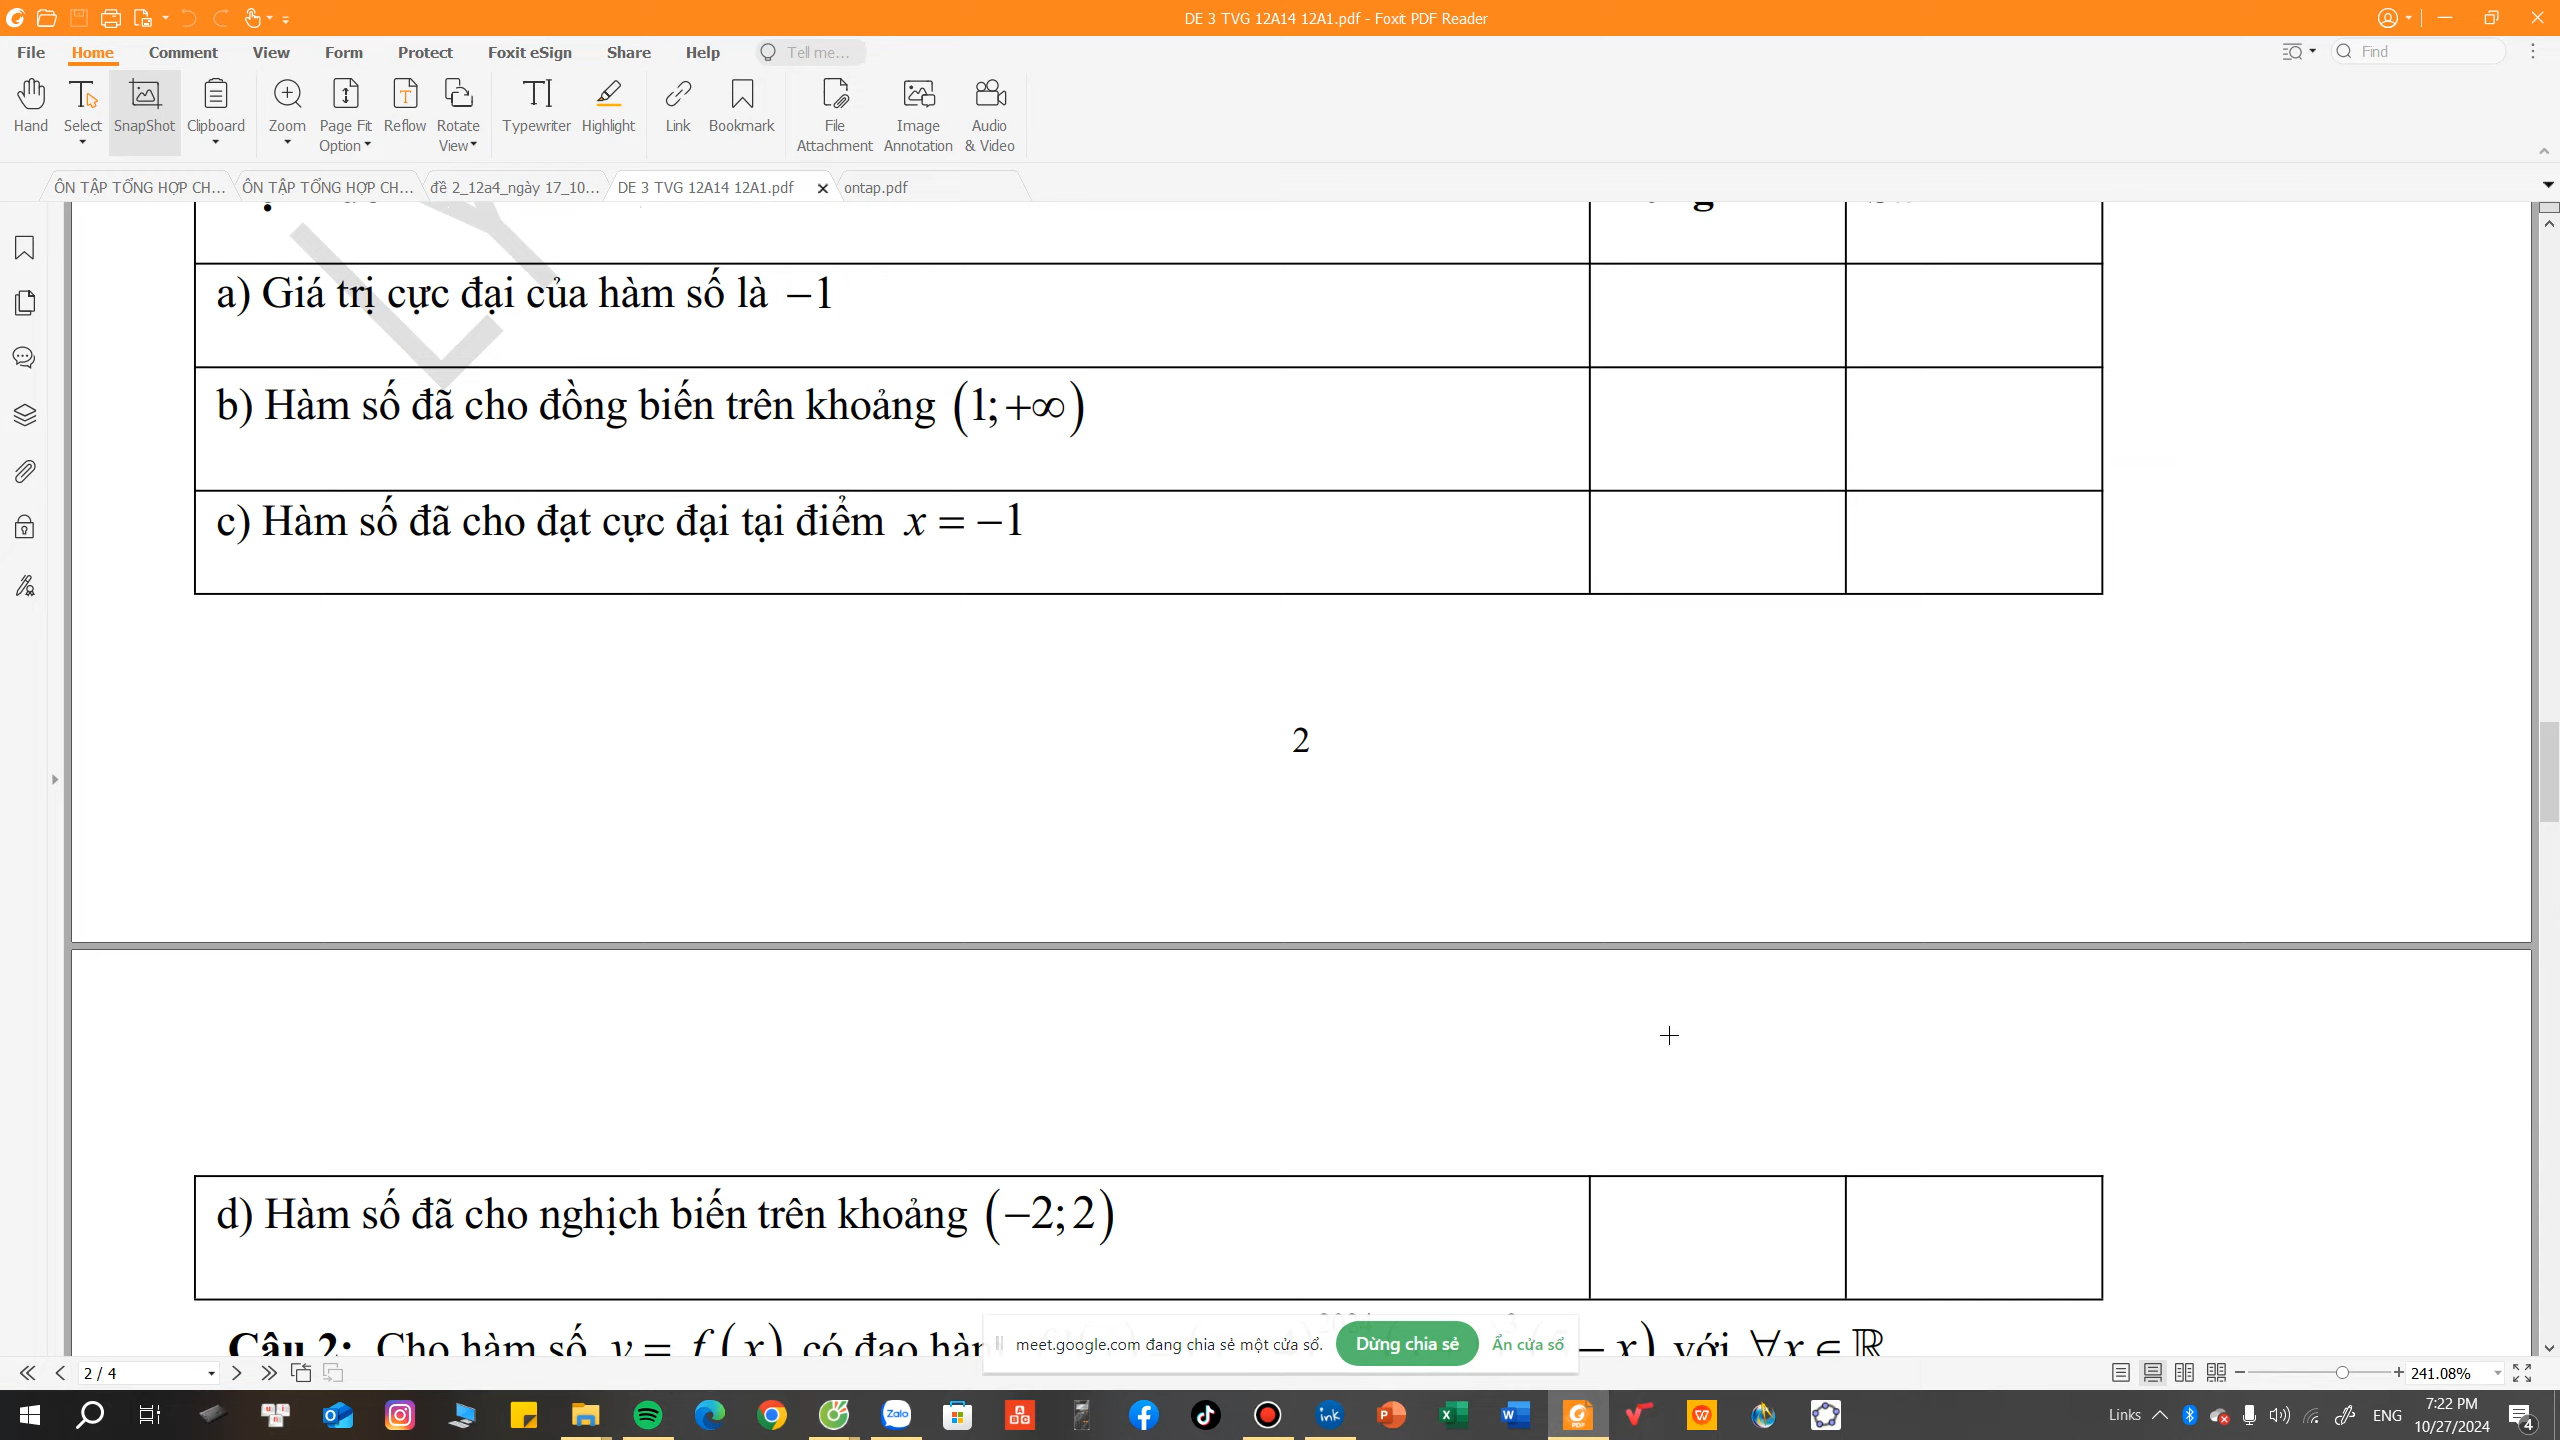 DE 3 TVG 12A14 12A1.pdf - Foxit PDF Reader
File Home Comment View Form Protect Foxit eSign Share Help Tell me... Find
Hand Select SnapShot Clipboard Zoom Page Fit Option Reflow Rotate View Typewriter Highlight Link Bookmark File Attachment Image Annotation Audio & Video
ÔN TẬP TỔNG HỢP CH... ÔN TẬP TỔNG HỢP CH... đề 2_12a4_ngày 17_10... DE 3 TVG 12A14 12A1.pdf ontap.pdf
a) Giá trị cực đại của hàm số là −1
b) Hàm số đã cho đồng biến trên khoảng (1;+∞)
c) Hàm số đã cho đạt cực đại tại điểm x = −1
2
d) Hàm số đã cho nghịch biến trên khoảng (−2;2)
Câu 2: Cho hàm số y = f(x) có đạo hàm − x) với ∀x ∈ ℝ
meet.google.com đang chia sẻ một cửa sổ. Dừng chia sẻ Ẩn cửa sổ
2 / 4 241.08%
Links ENG 7:22 PM
10/27/2024 4